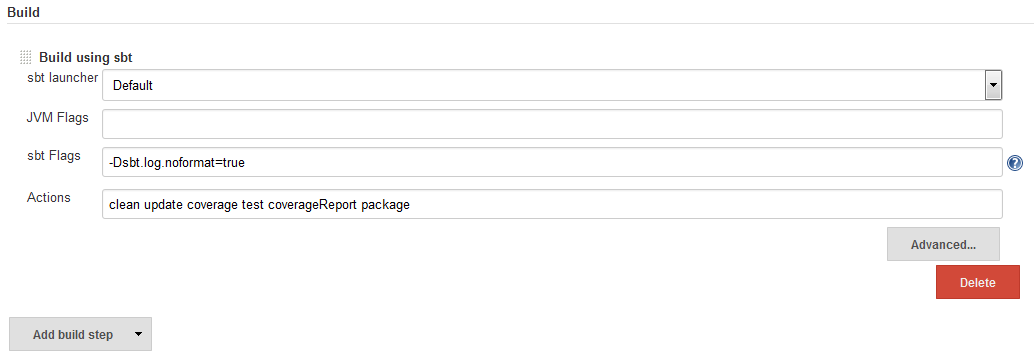 Build
Build using sbt
sbt launcher Default
JVM Flags
sbt Flags -Dsbt.log.noformat=true
Actions clean update coverage test coverageReport package
Advanced...
Delete
Add build step